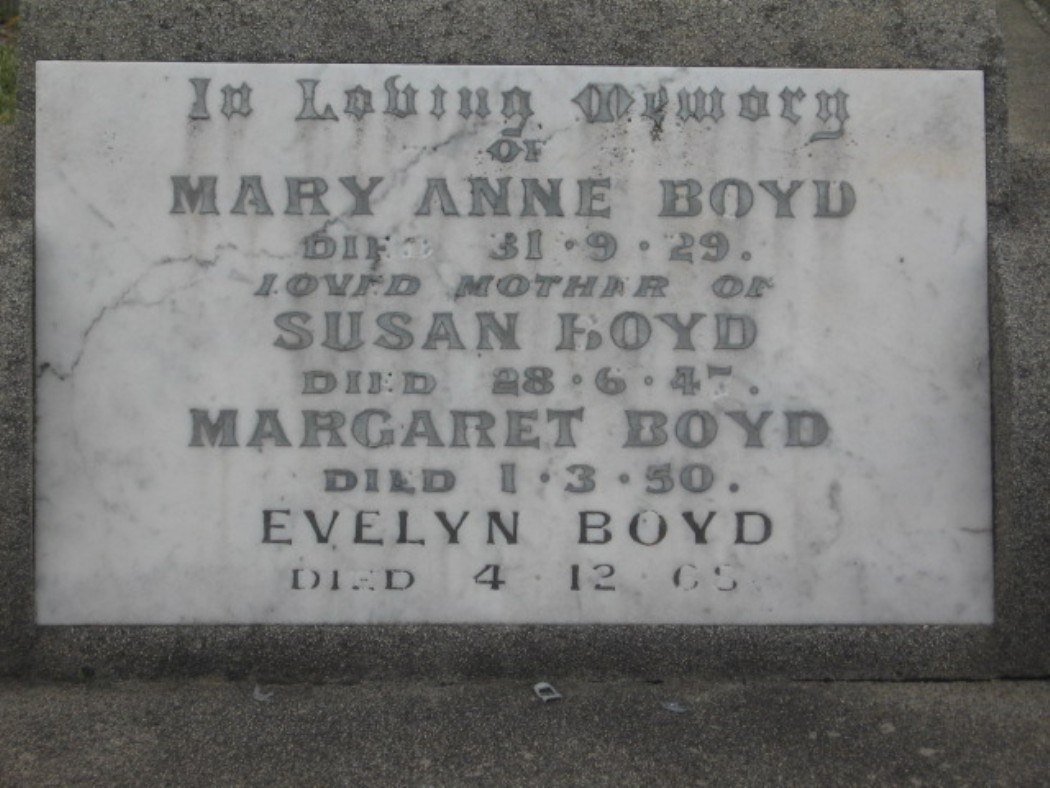 In Loving Memory
OF
MARY ANNE BOYD
DIED 31·9·29.
LOVED MOTHER OF
SUSAN BOYD
DIED 28·6·
MARGARET BOYD
DIED 1·3·50.
EVELYN BOYD
DIED 4·12·65